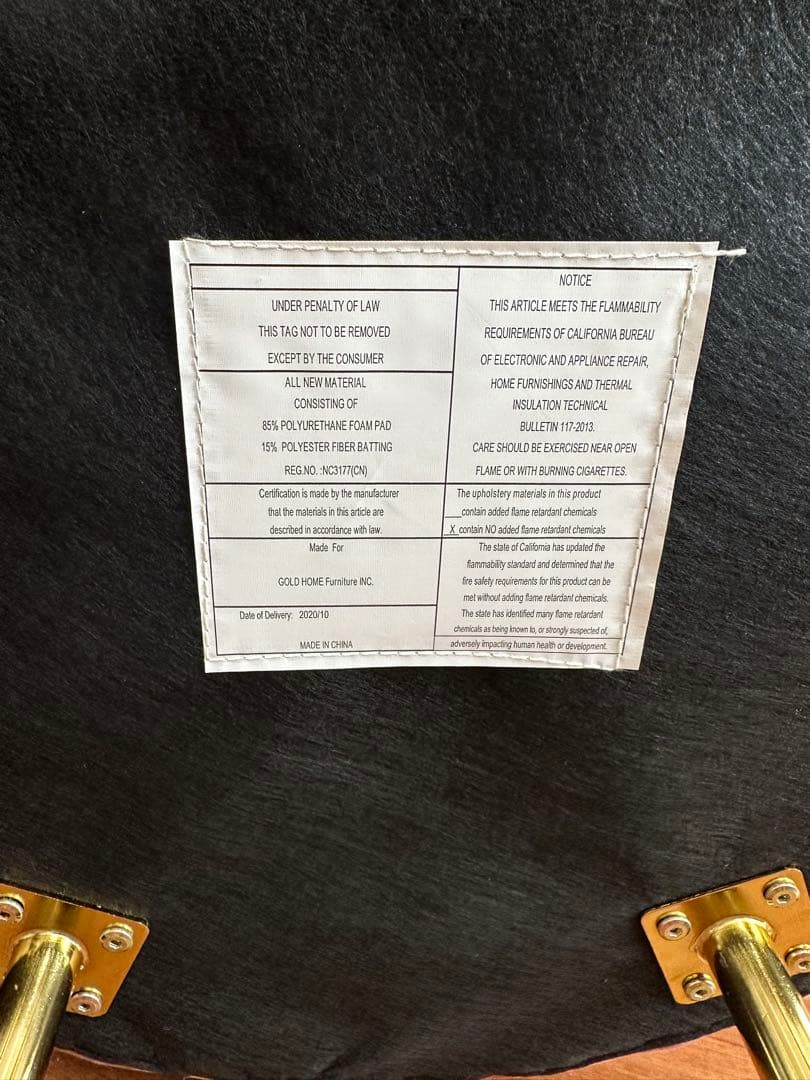 UNDER PENALTY OF LAW
THIS TAG NOT TO BE REMOVED
EXCEPT BY THE CONSUMER
ALL NEW MATERIAL
CONSISTING OF
85% POLYURETHANE FOAM PAD
15% POLYESTER FIBER BATTING
REG.NO. :NC3177(CN)
Certification is made by the manufacturer
that the materials in this article are
described in accordance with law.
Made For
GOLD HOME Furniture INC.
Date of Delivery: 2020/10
MADE IN CHINA
NOTICE
THIS ARTICLE MEETS THE FLAMMABILITY
REQUIREMENTS OF CALIFORNIA BUREAU
OF ELECTRONIC AND APPLIANCE REPAIR,
HOME FURNISHINGS AND THERMAL
INSULATION TECHNICAL
BULLETIN 117-2013.
CARE SHOULD BE EXERCISED NEAR OPEN
FLAME OR WITH BURNING CIGARETTES.
The upholstery materials in this product
___contain added flame retardant chemicals
_X_contain NO added flame retardant chemicals
The state of California has updated the
flammability standard and determined that the
fire safety requirements for this product can be
met without adding flame retardant chemicals.
The state has identified many flame retardant
chemicals as being known to, or strongly suspected of,
adversely impacting human health or development.